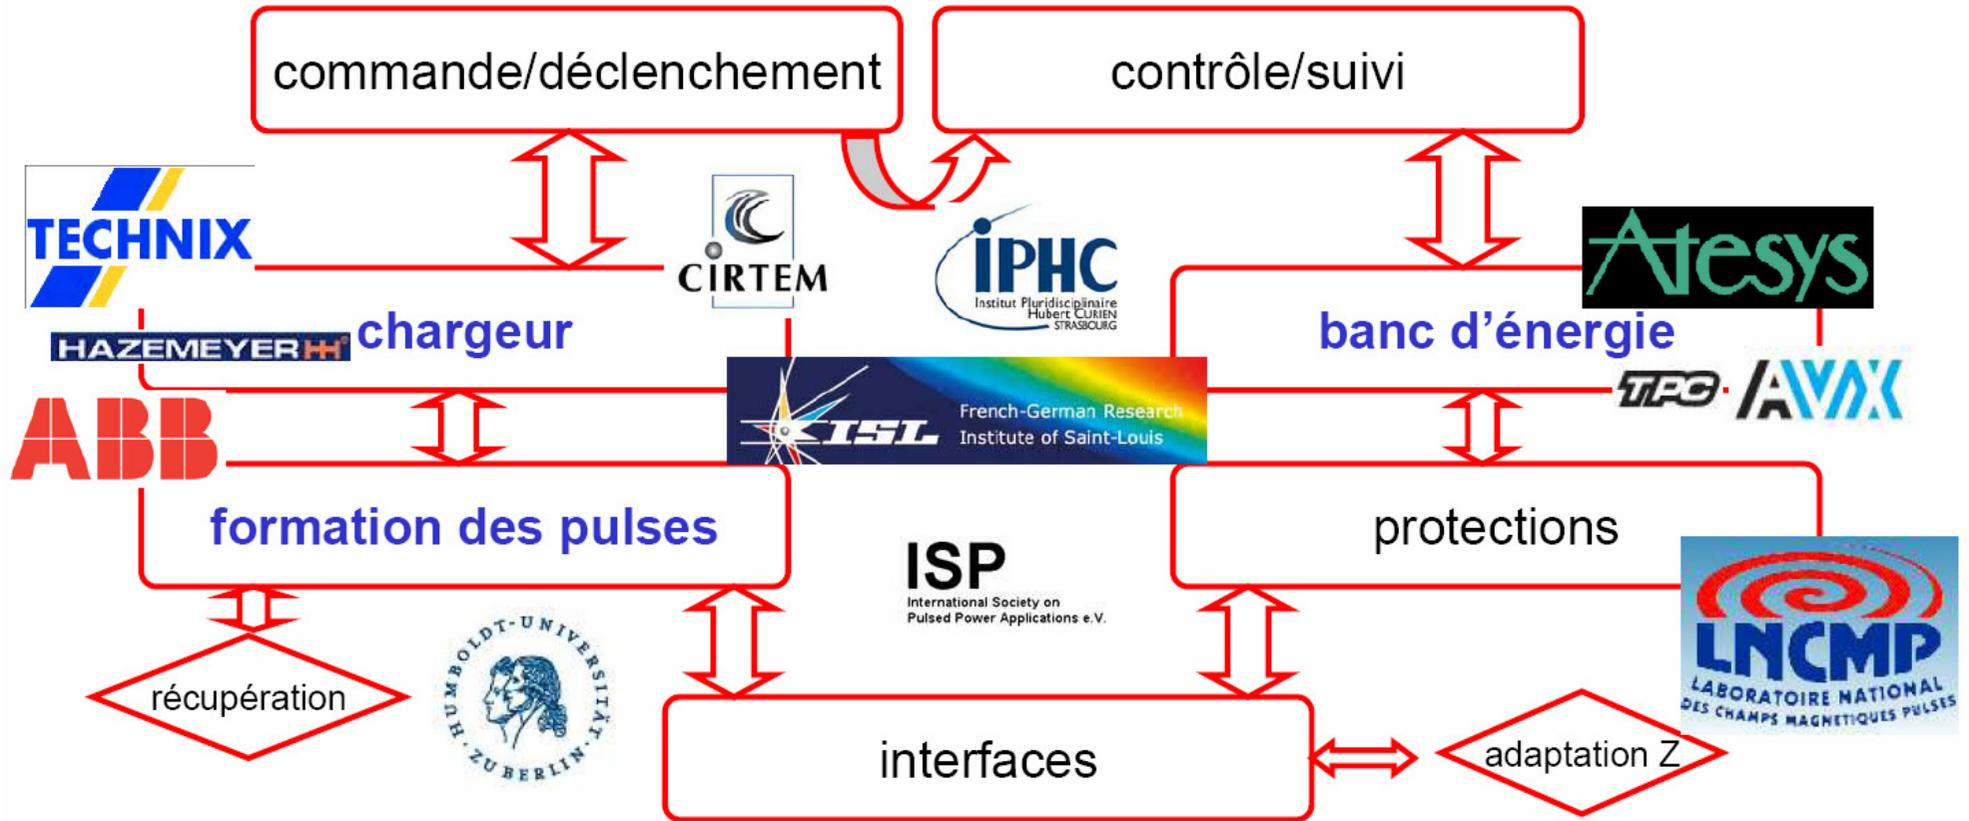 commande/déclenchement
contrôle/suivi
TECHNIX
CIRTEM
iPHC
Institut Pluridisciplinaire
Hubert CURIEN
STRASBOURG
Atesys
HAZEMEYER
chargeur
banc d’énergie
TPC
AVX
ABB
ISL
French-German Research
Institute of Saint-Louis
formation des pulses
protections
ISP
International Society on
Pulsed Power Applications e.V.
LNCMP
LABORATOIRE NATIONAL
DES CHAMPS MAGNETIQUES PULSES
récupération
HUMBOLDT-UNIVERSITÄT
· ZU BERLIN ·
interfaces
adaptation Z